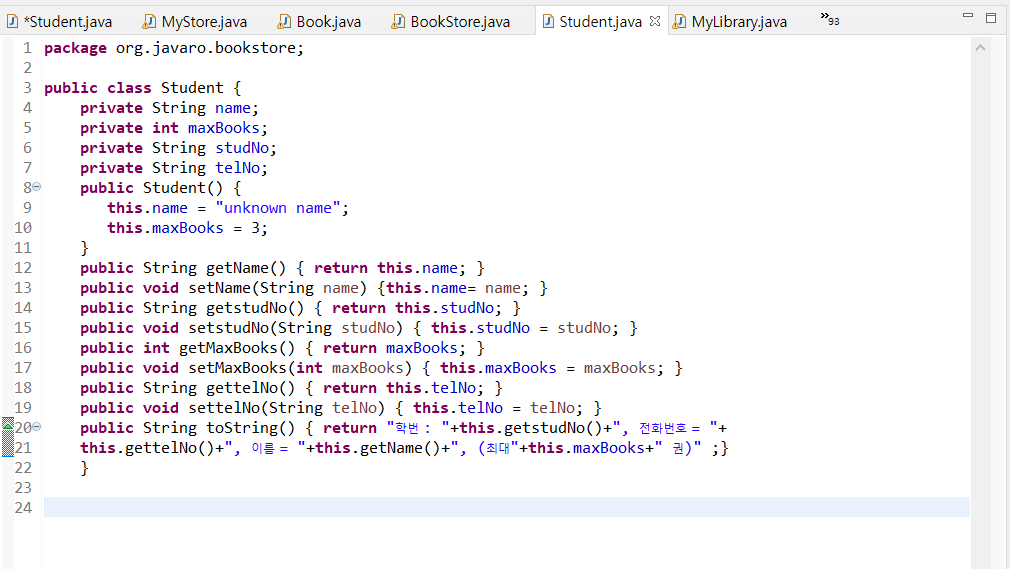 *Student.java MyStore.java Book.java BookStore.java Student.java MyLibrary.java »93
1 package org.javaro.bookstore;
2
3 public class Student {
4 private String name;
5 private int maxBooks;
6 private String studNo;
7 private String telNo;
8 public Student() {
9 this.name = "unknown name";
10 this.maxBooks = 3;
11 }
12 public String getName() { return this.name; }
13 public void setName(String name) {this.name= name; }
14 public String getstudNo() { return this.studNo; }
15 public void setstudNo(String studNo) { this.studNo = studNo; }
16 public int getMaxBooks() { return maxBooks; }
17 public void setMaxBooks(int maxBooks) { this.maxBooks = maxBooks; }
18 public String gettelNo() { return this.telNo; }
19 public void settelNo(String telNo) { this.telNo = telNo; }
20 public String toString() { return "학번 : "+this.getstudNo()+", 전화번호 = "+
21 this.gettelNo()+", 이름 = "+this.getName()+", (최대"+this.maxBooks+" 권)" ;}
22 }
23
24